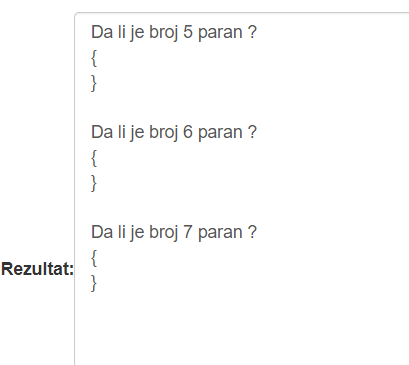 Da li je broj 5 paran ?
{
}
Da li je broj 6 paran ?
{
}
Da li je broj 7 paran ?
{
Rezultat:
}